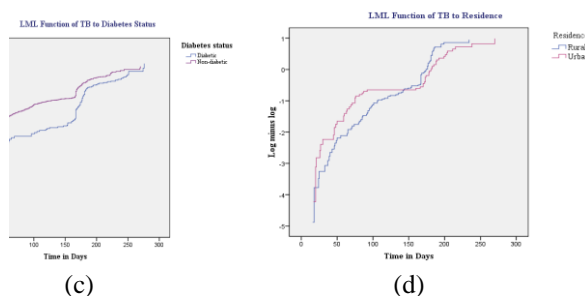 LML Function of TB to Diabetes Status
Diabetes status
Diabetic
Non-diabetic
100 150 200 250 300
Time in Days
(c)
LML Function of TB to Residence
Residence
Rural
Urba
Log minus log
1
0
-1
-2
-3
-4
-5
0 50 100 150 200 250 300
Time in Days
(d)